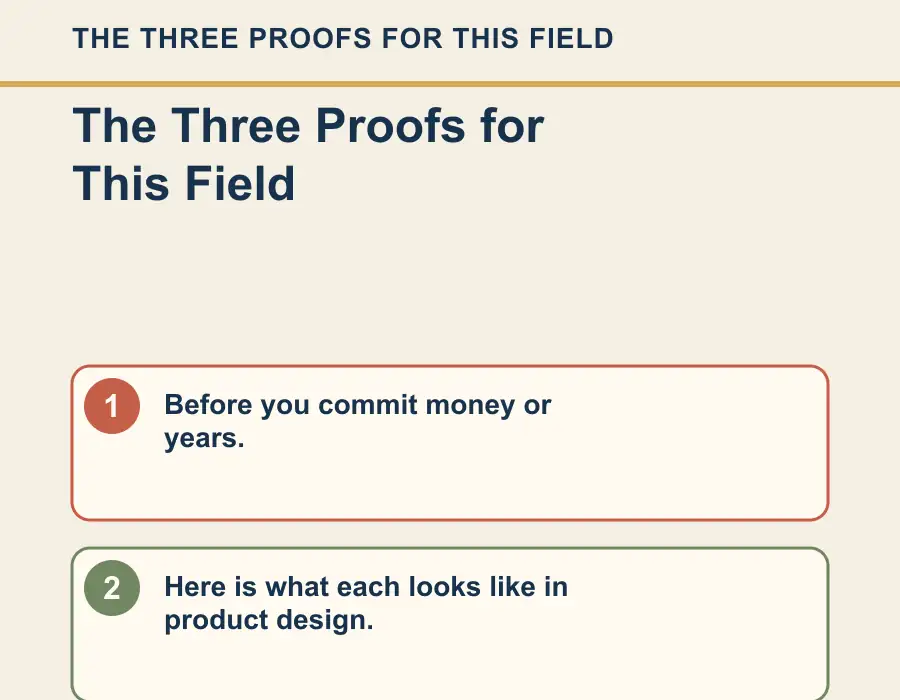 THE THREE PROOFS FOR THIS FIELD
The Three Proofs for
This Field
1
Before you commit money or
years.
2
Here is what each looks like in
product design.